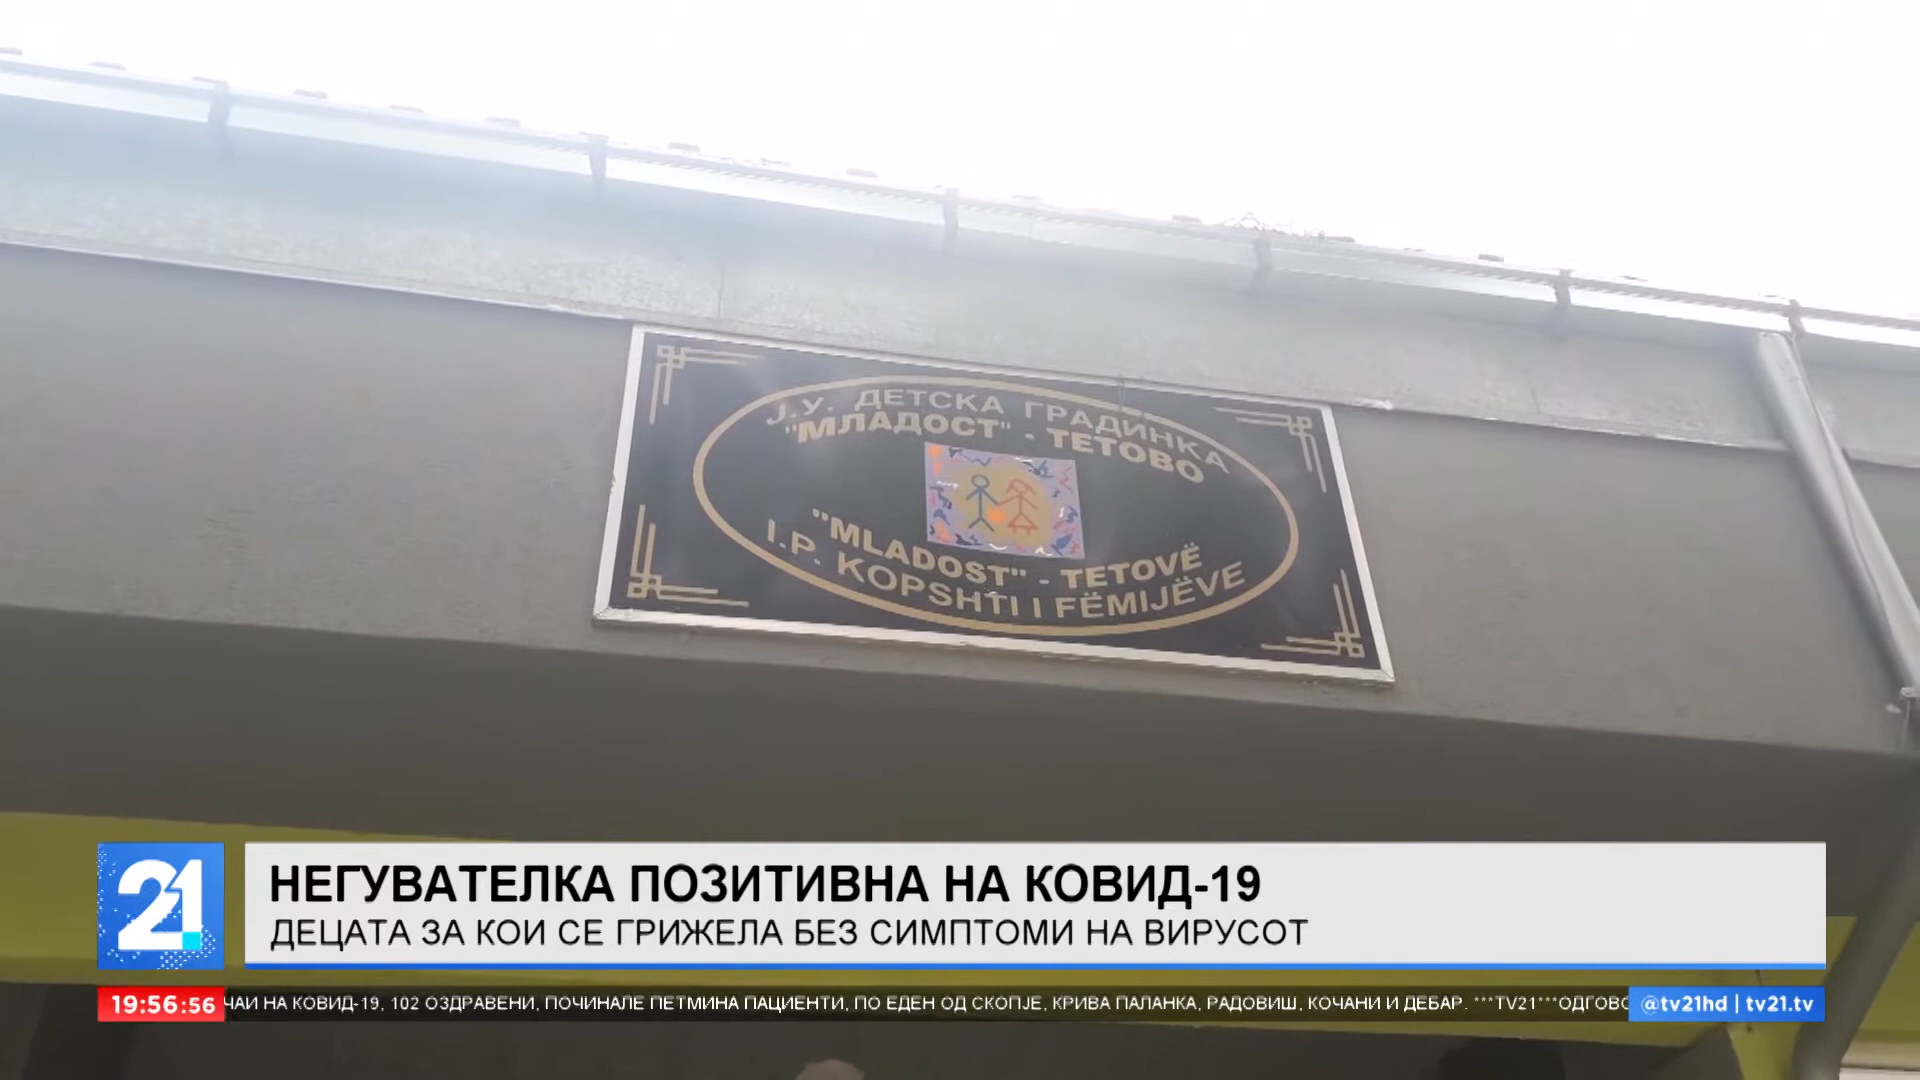 Ј.У. ДЕТСКА ГРАДИНКА
"МЛАДОСТ" - ТЕТОВО
"MLADOST" - TETOVË
I.P. KOPSHTI I FËMIJËVE
21
НЕГУВАТЕЛКА ПОЗИТИВНА НА КОВИД-19
ДЕЦАТА ЗА КОИ СЕ ГРИЖЕЛА БЕЗ СИМПТОМИ НА ВИРУСОТ
19:56:56 ЧАИ НА КОВИД-19, 102 ОЗДРАВЕНИ, ПОЧИНАЛЕ ПЕТМИНА ПАЦИЕНТИ, ПО ЕДЕН ОД СКОПЈЕ, КРИВА ПАЛАНКА, РАДОВИШ, КОЧАНИ И ДЕБАР. ***TV21***ОДГОВО @tv21hd | tv21.tv